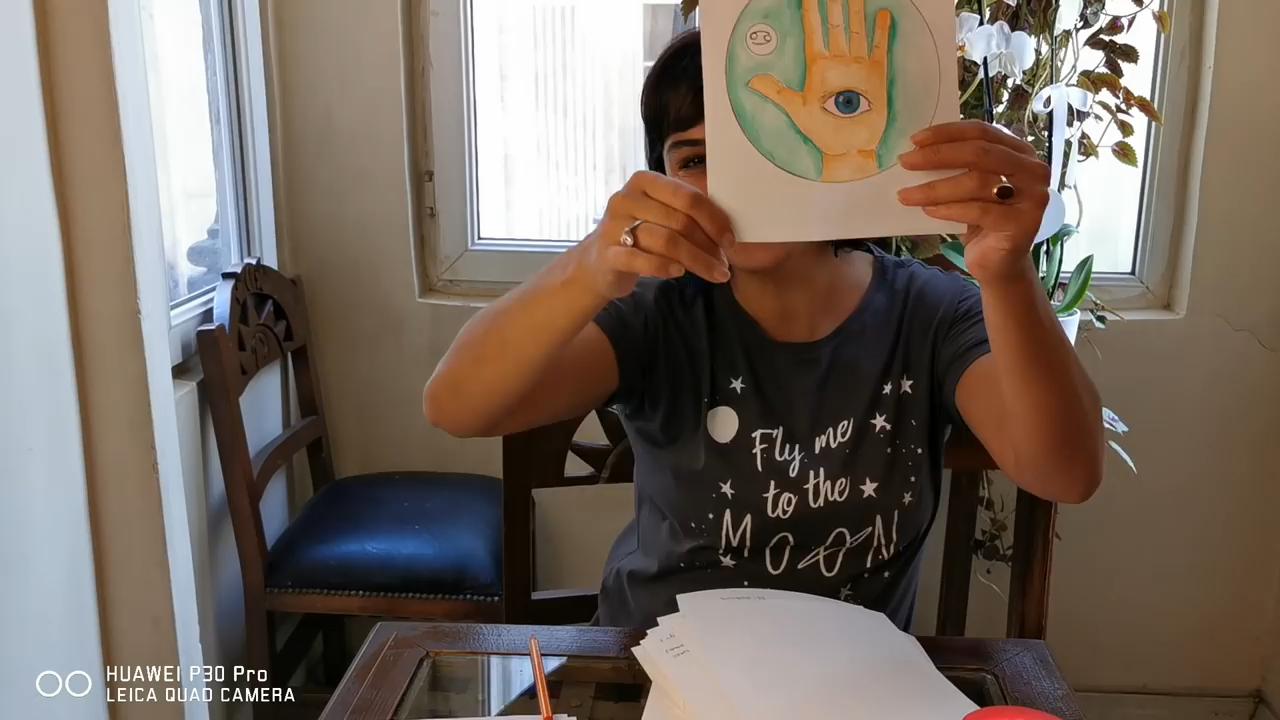 Fly me
to the
MOON
HUAWEI P30 Pro
LEICA QUAD CAMERA